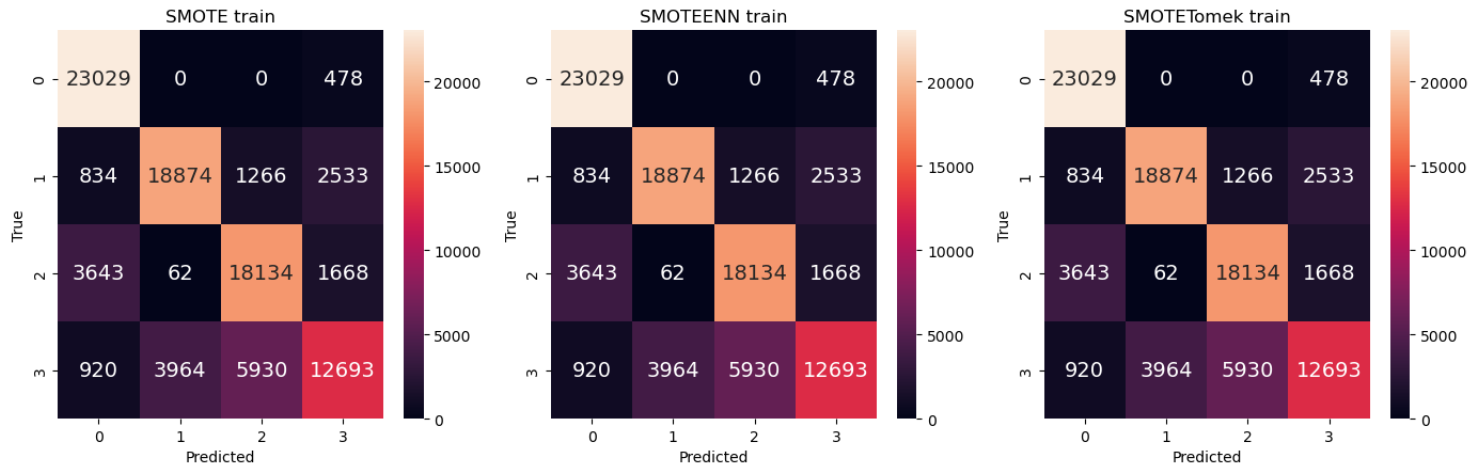 SMOTE train
0
23029 0 0 478
1
834 18874 1266 2533
2
3643 62 18134 1668
3
920 3964 5930 12693
0 1 2 3
Predicted
True
20000
15000
10000
5000
0
SMOTEENN train
0
23029 0 0 478
1
834 18874 1266 2533
2
3643 62 18134 1668
3
920 3964 5930 12693
0 1 2 3
Predicted
True
20000
15000
10000
5000
0
SMOTETomek train
0
23029 0 0 478
1
834 18874 1266 2533
2
3643 62 18134 1668
3
920 3964 5930 12693
0 1 2 3
Predicted
True
20000
15000
10000
5000
0